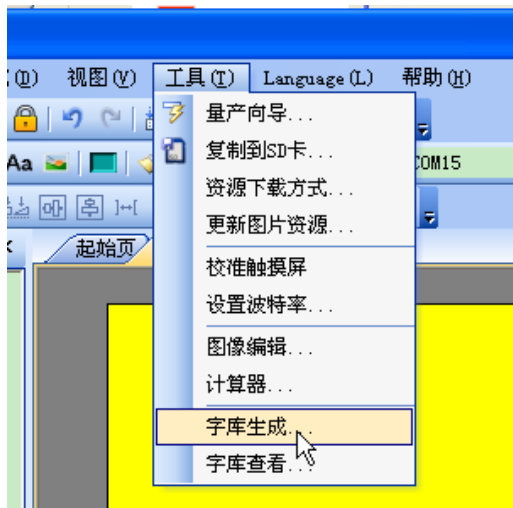 (D) 视图(V) 工具(T) Language(L) 帮助(H)
量产向导...
Aa 复制到SD卡... COM15
资源下载方式...
更新图片资源...
起始页
校准触摸屏
设置波特率...
图像编辑...
计算器...
字库生成...
字库查看...